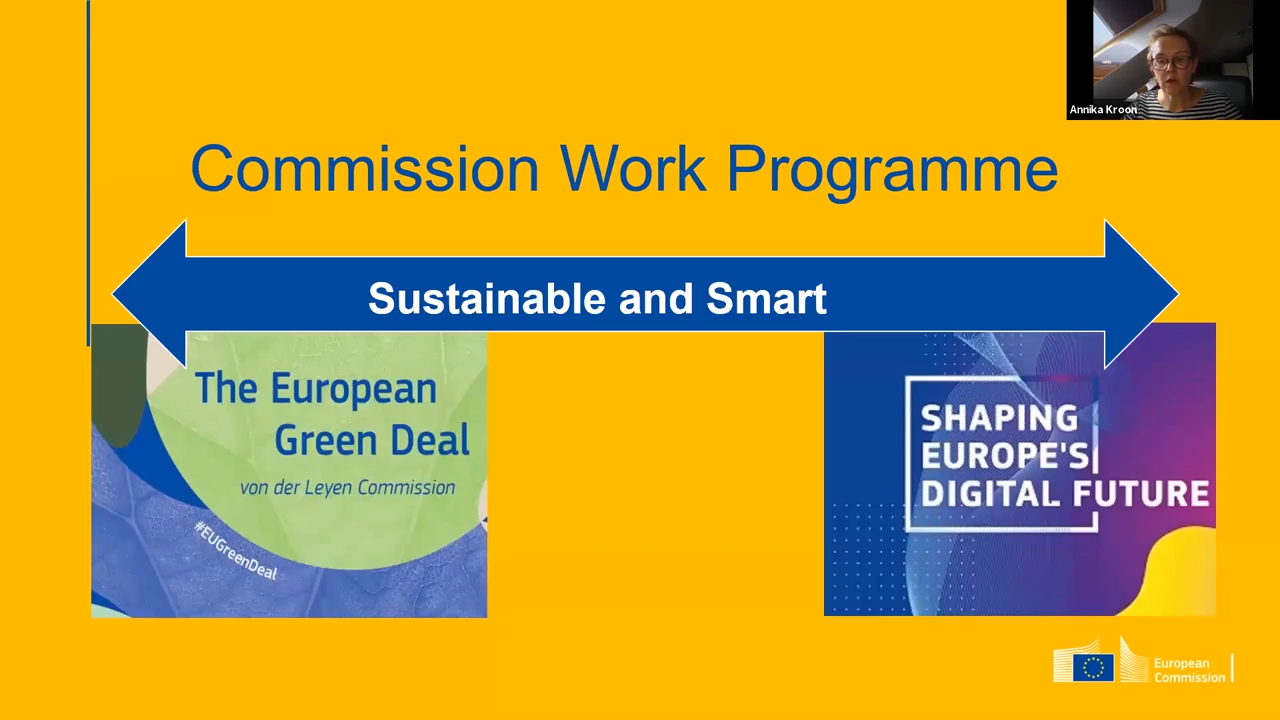 Annika Kroon
Commission Work Programme
Sustainable and Smart
The European
Green Deal
von der Leyen Commission
#EUGreenDeal
SHAPING
EUROPE'S
DIGITAL FUTURE
European
Commission